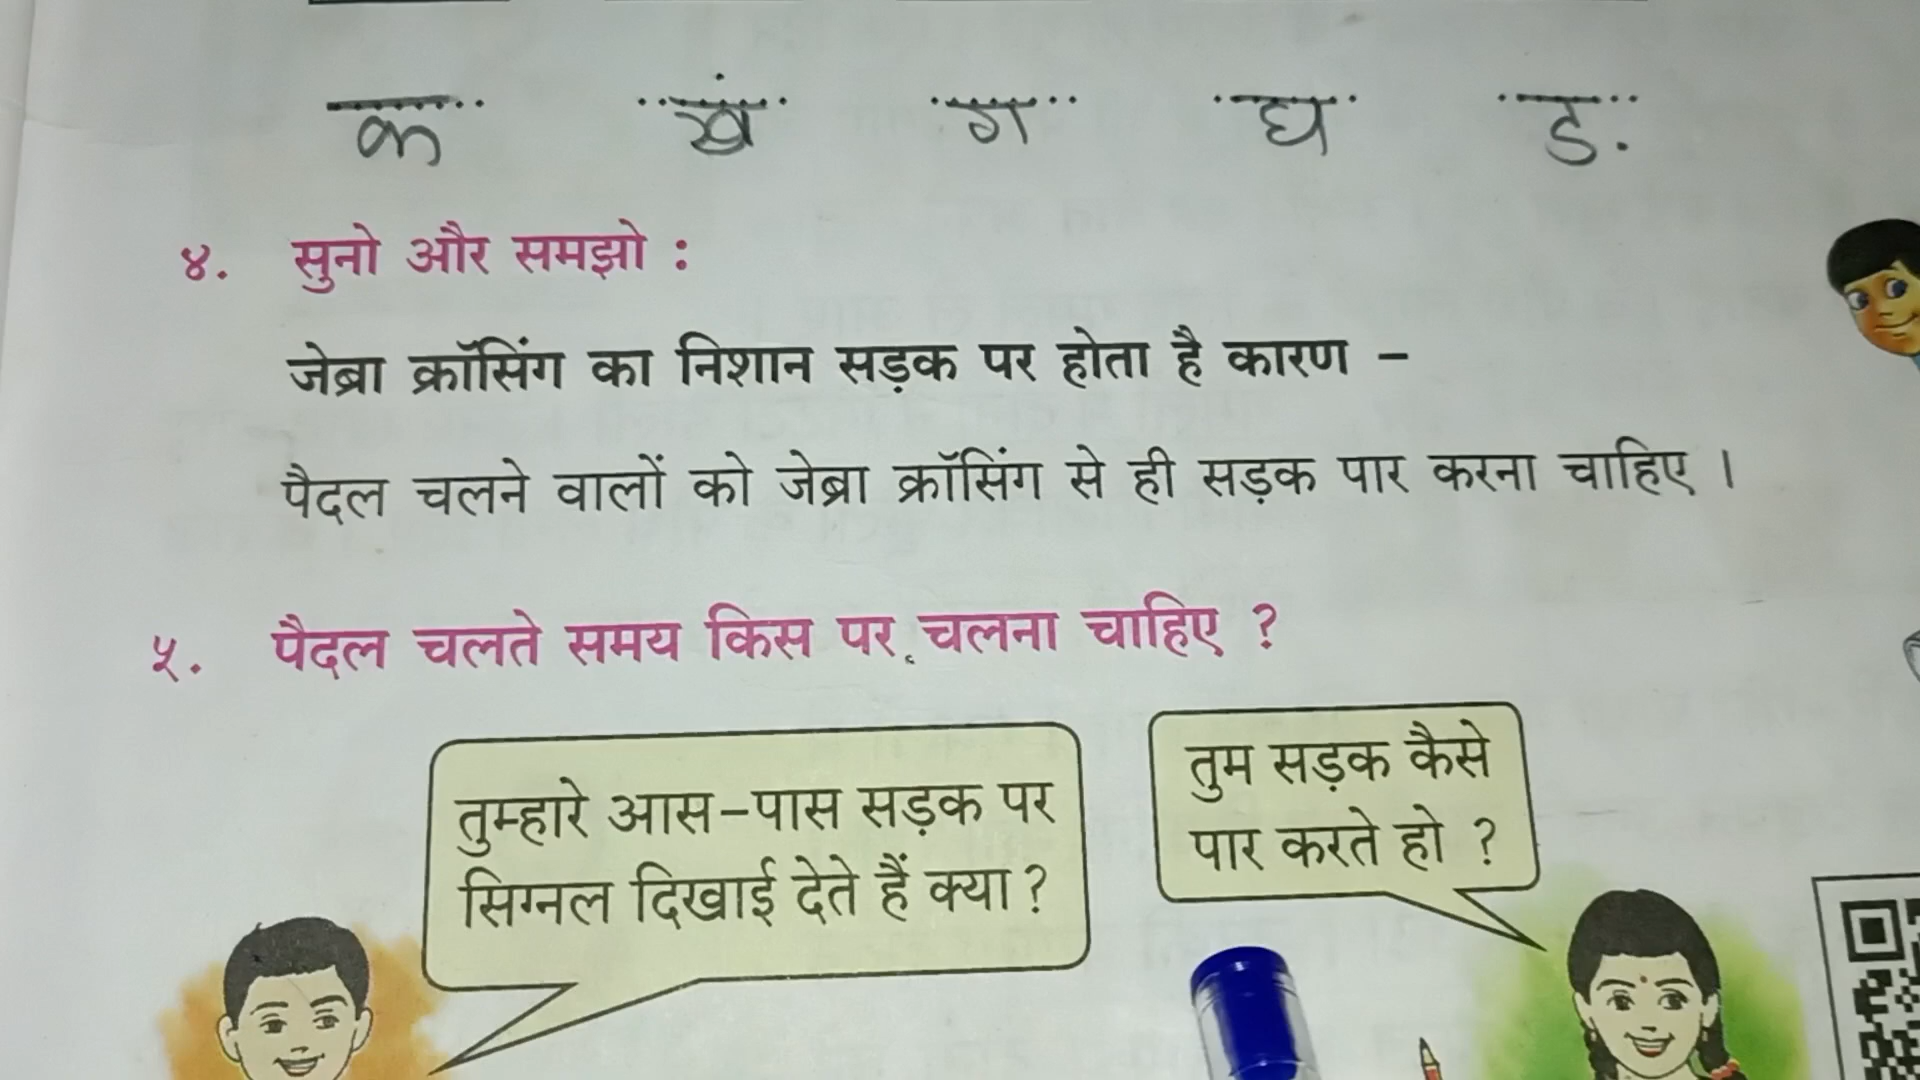 क खं ग घ ड.
४. सुनो और समझो :
जेब्रा क्रॉसिंग का निशान सड़क पर होता है कारण –
पैदल चलने वालों को जेब्रा क्रॉसिंग से ही सड़क पार करना चाहिए ।
५. पैदल चलते समय किस पर चलना चाहिए ?
तुम्हारे आस-पास सड़क पर
सिग्नल दिखाई देते हैं क्या ?
तुम सड़क कैसे
पार करते हो ?